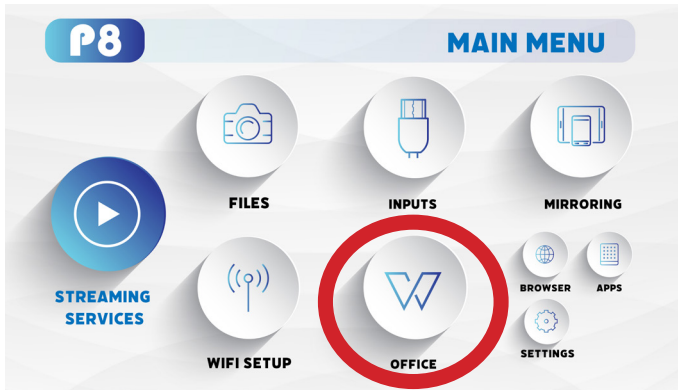 P8
MAIN MENU
FILES
INPUTS
MIRRORING
STREAMING
SERVICES
WIFI SETUP
OFFICE
BROWSER
APPS
SETTINGS